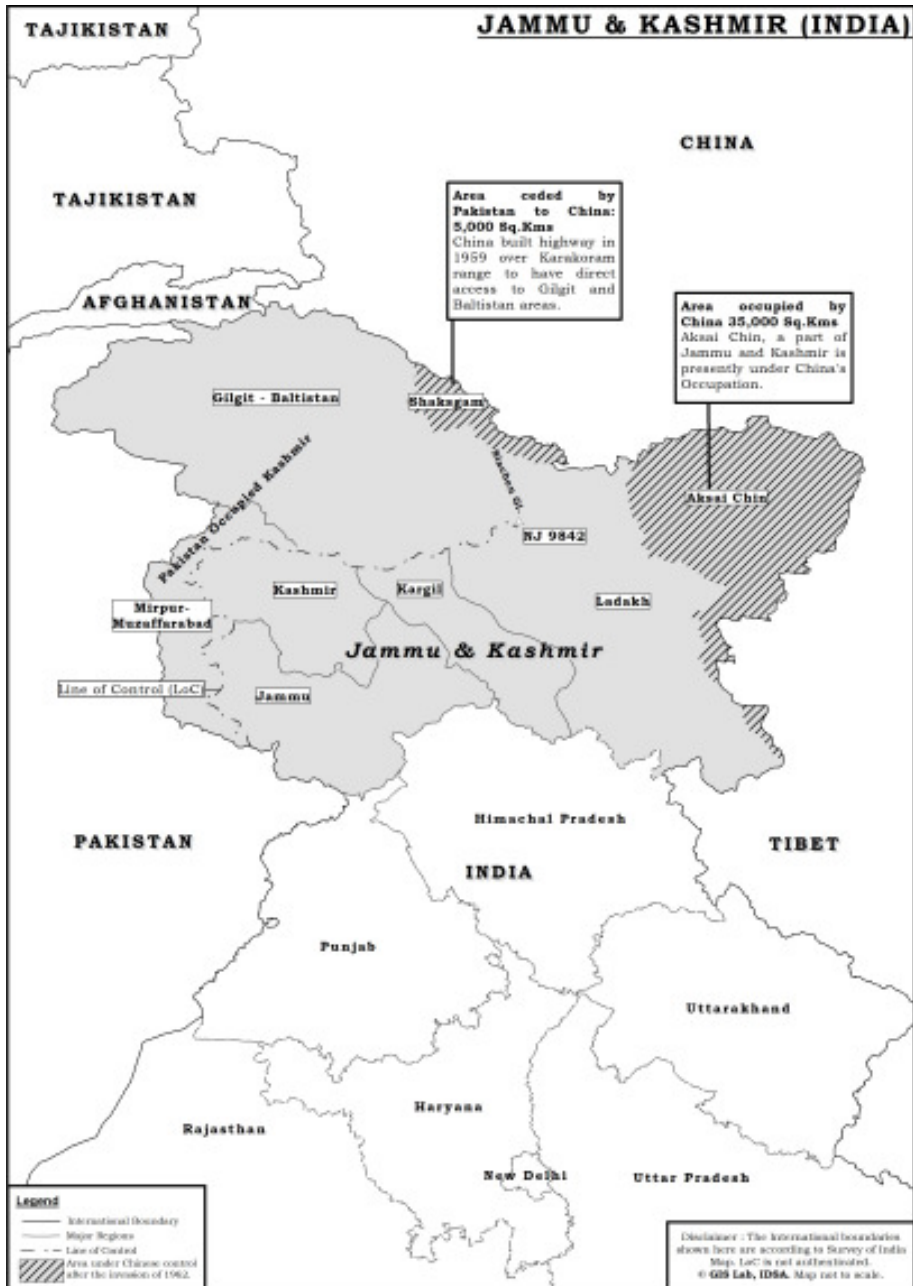 JAMMU & KASHMIR (INDIA)
TAJIKISTAN
CHINA
TAJIKISTAN
Area ceded by
Pakistan to China:
5,000 Sq.Kms
China built highway in
1959 over Karakoram
range to have direct
access to Gilgit and
Baltistan areas.
AFGHANISTAN
Area occupied by
China 35,000 Sq.Kms
Aksai Chin, a part of
Jammu and Kashmir is
presently under China's
Occupation.
Gilgit - Baltistan
Shaksgam
Siachen Gl.
Aksai Chin
Pakistan Occupied Kashmir
NJ 9842
Kashmir
Kargil
Ladakh
Mirpur-
Muzaffarabad
Jammu & Kashmir
Line of Control (LoC)
Jammu
Himachal Pradesh
PAKISTAN
TIBET
INDIA
Punjab
Uttarakhand
Haryana
Rajasthan
New Delhi
Uttar Pradesh
Legend
International Boundary
Major Regions
Line of Control
Area under Chinese control
after the invasion of 1962.
Disclaimer : The International boundaries
shown here are according to Survey of India
Map. LoC is not authenticated.
© GIS Lab, IDSA. Map not to scale.